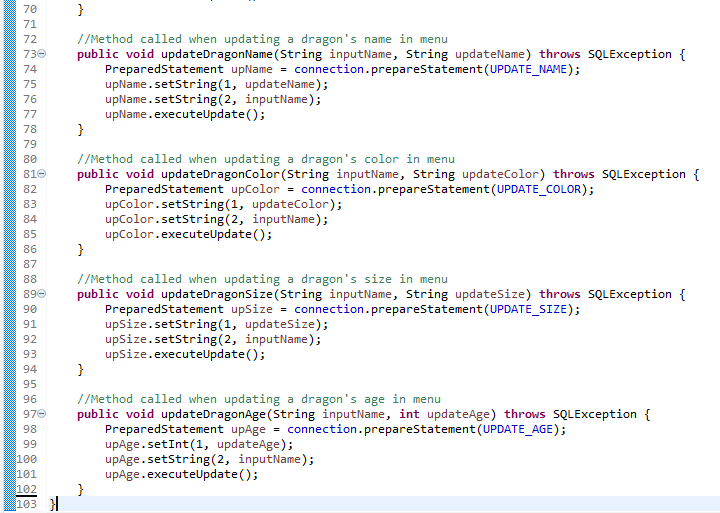 70     }
71
72     //Method called when updating a dragon's name in menu
73     public void updateDragonName(String inputName, String updateName) throws SQLException {
74         PreparedStatement upName = connection.prepareStatement(UPDATE_NAME);
75         upName.setString(1, updateName);
76         upName.setString(2, inputName);
77         upName.executeUpdate();
78     }
79
80     //Method called when updating a dragon's color in menu
81     public void updateDragonColor(String inputName, String updateColor) throws SQLException {
82         PreparedStatement upColor = connection.prepareStatement(UPDATE_COLOR);
83         upColor.setString(1, updateColor);
84         upColor.setString(2, inputName);
85         upColor.executeUpdate();
86     }
87
88     //Method called when updating a dragon's size in menu
89     public void updateDragonSize(String inputName, String updateSize) throws SQLException {
90         PreparedStatement upSize = connection.prepareStatement(UPDATE_SIZE);
91         upSize.setString(1, updateSize);
92         upSize.setString(2, inputName);
93         upSize.executeUpdate();
94     }
95
96     //Method called when updating a dragon's age in menu
97     public void updateDragonAge(String inputName, int updateAge) throws SQLException {
98         PreparedStatement upAge = connection.prepareStatement(UPDATE_AGE);
99         upAge.setInt(1, updateAge);
100         upAge.setString(2, inputName);
101         upAge.executeUpdate();
102     }
103 }